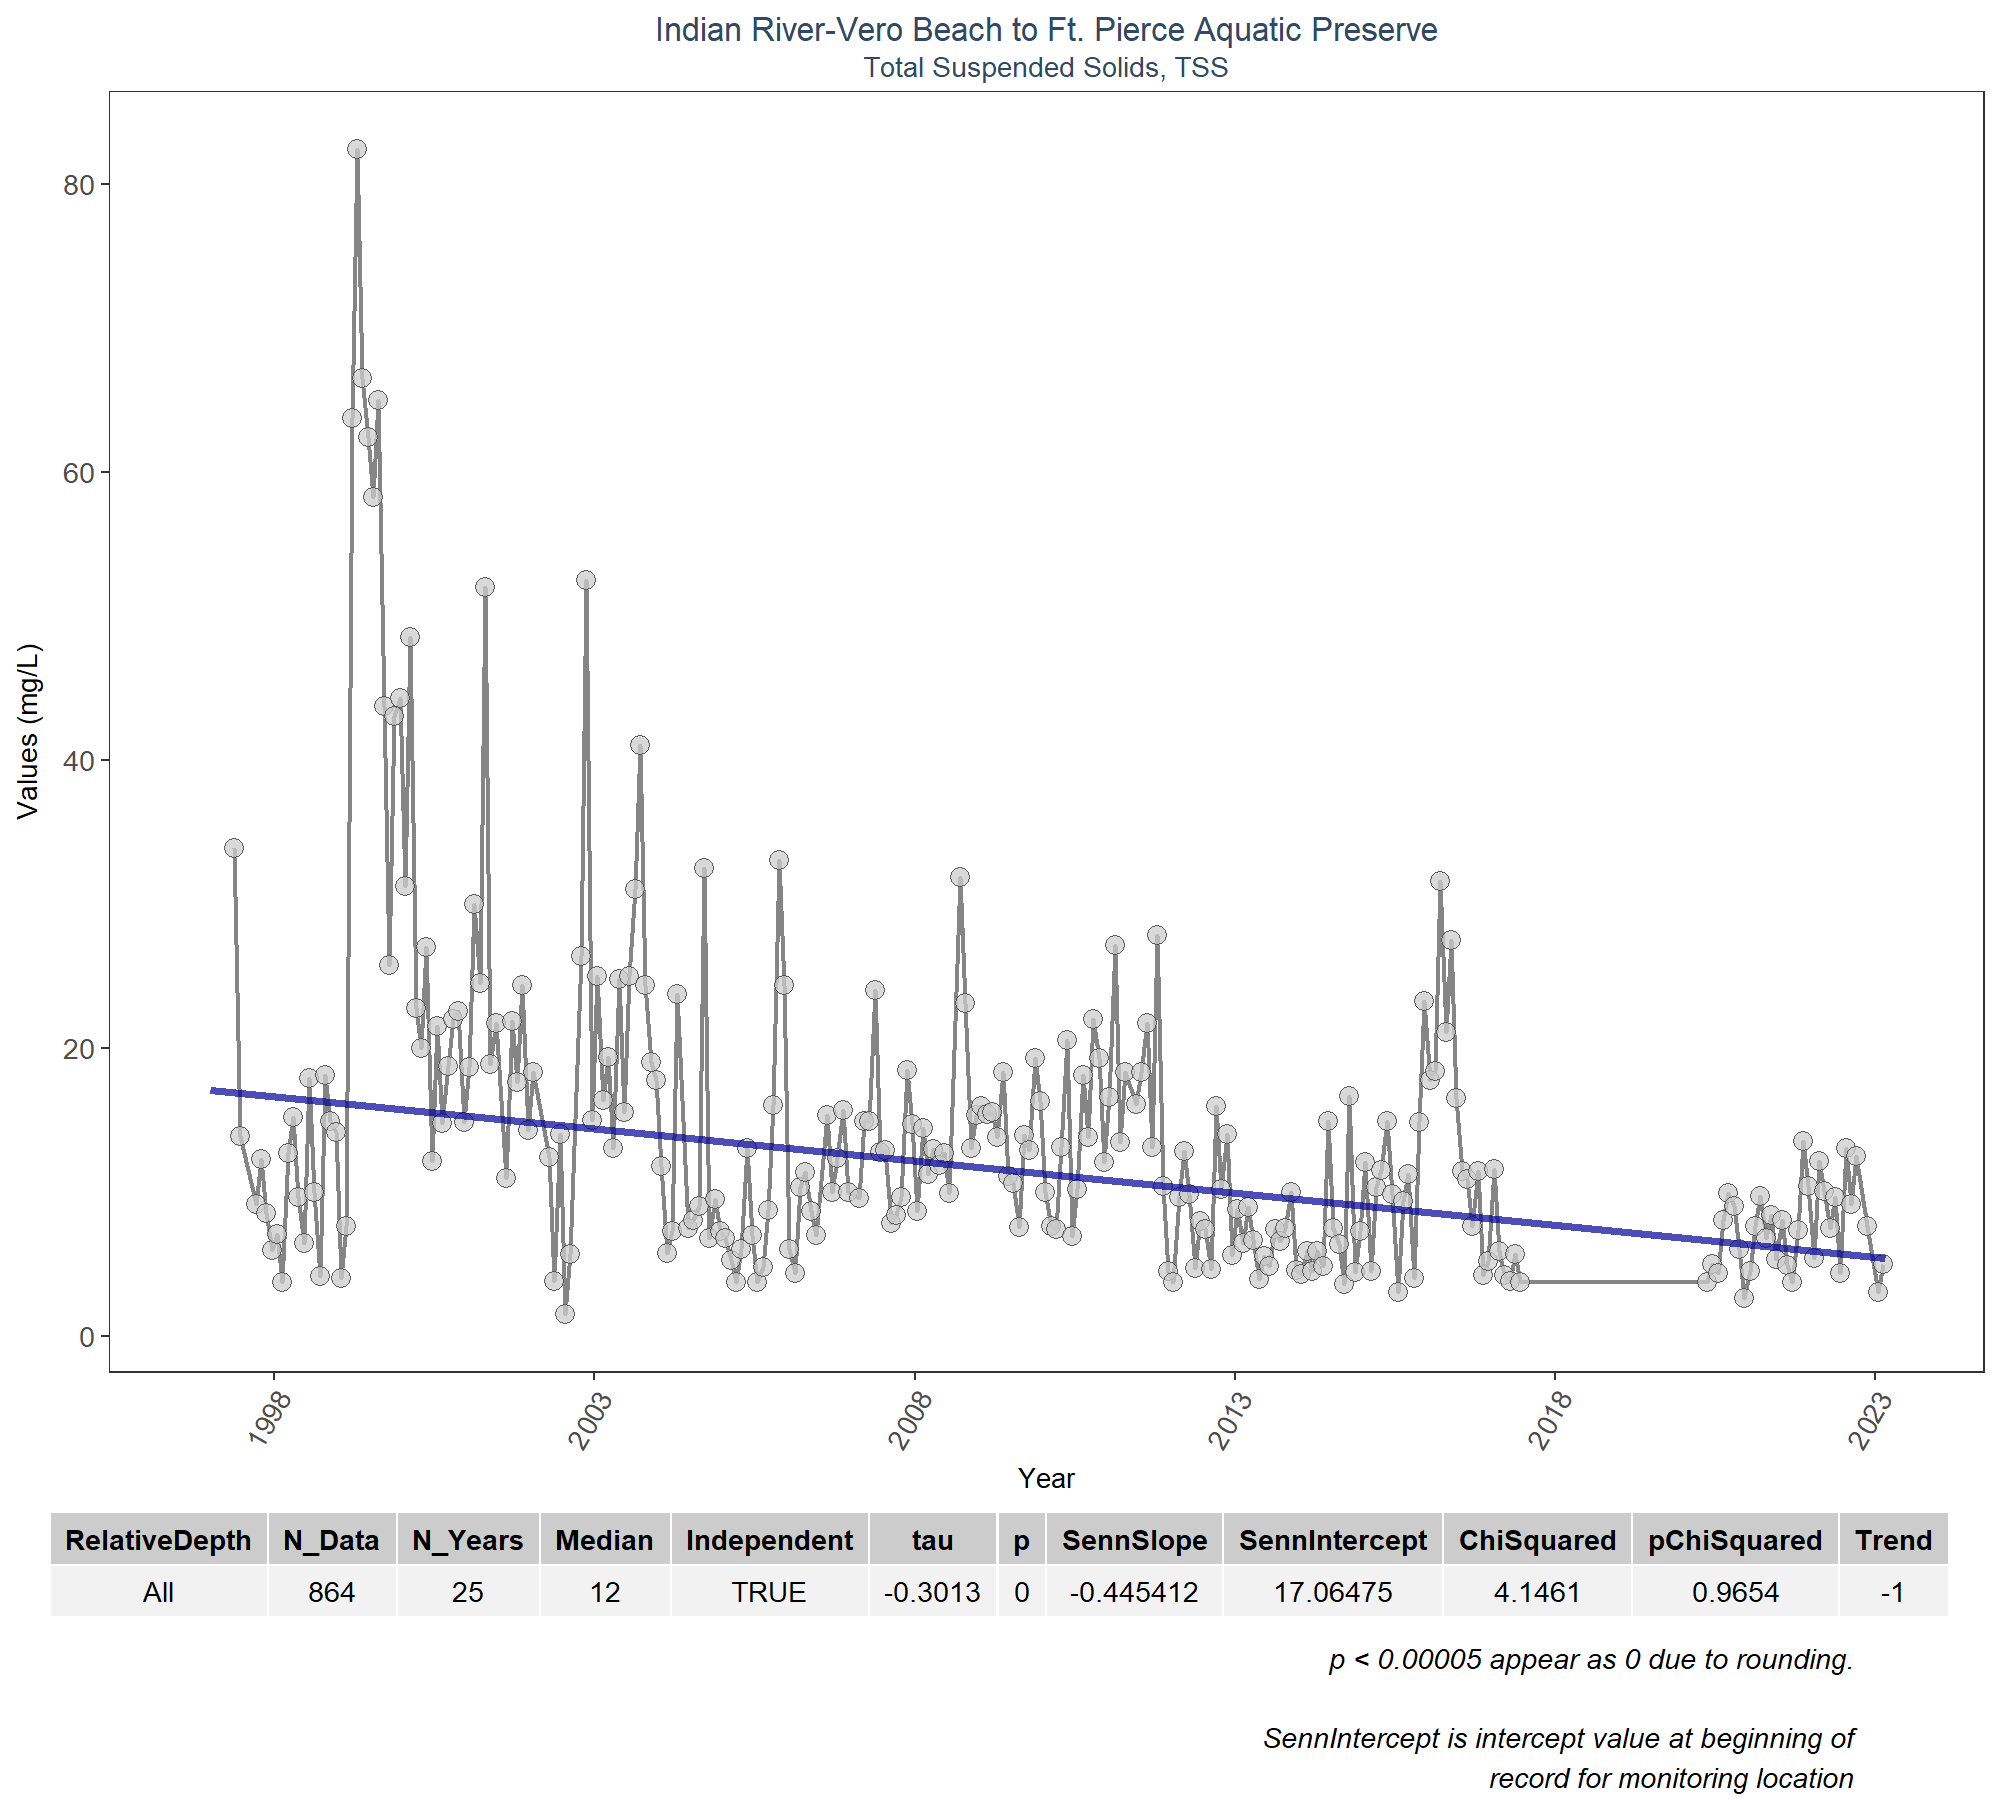 Indian River-Vero Beach to Ft. Pierce Aquatic Preserve
Total Suspended Solids, TSS
Values (mg/L)
80
60
40
20
0
1998 2003 2008 2013 2018 2023
Year
RelativeDepth N_Data N_Years Median Independent tau p SennSlope SennIntercept ChiSquared pChiSquared Trend
All 864 25 12 TRUE -0.3013 0 -0.445412 17.06475 4.1461 0.9654 -1
p < 0.00005 appear as 0 due to rounding.
SennIntercept is intercept value at beginning of
record for monitoring location